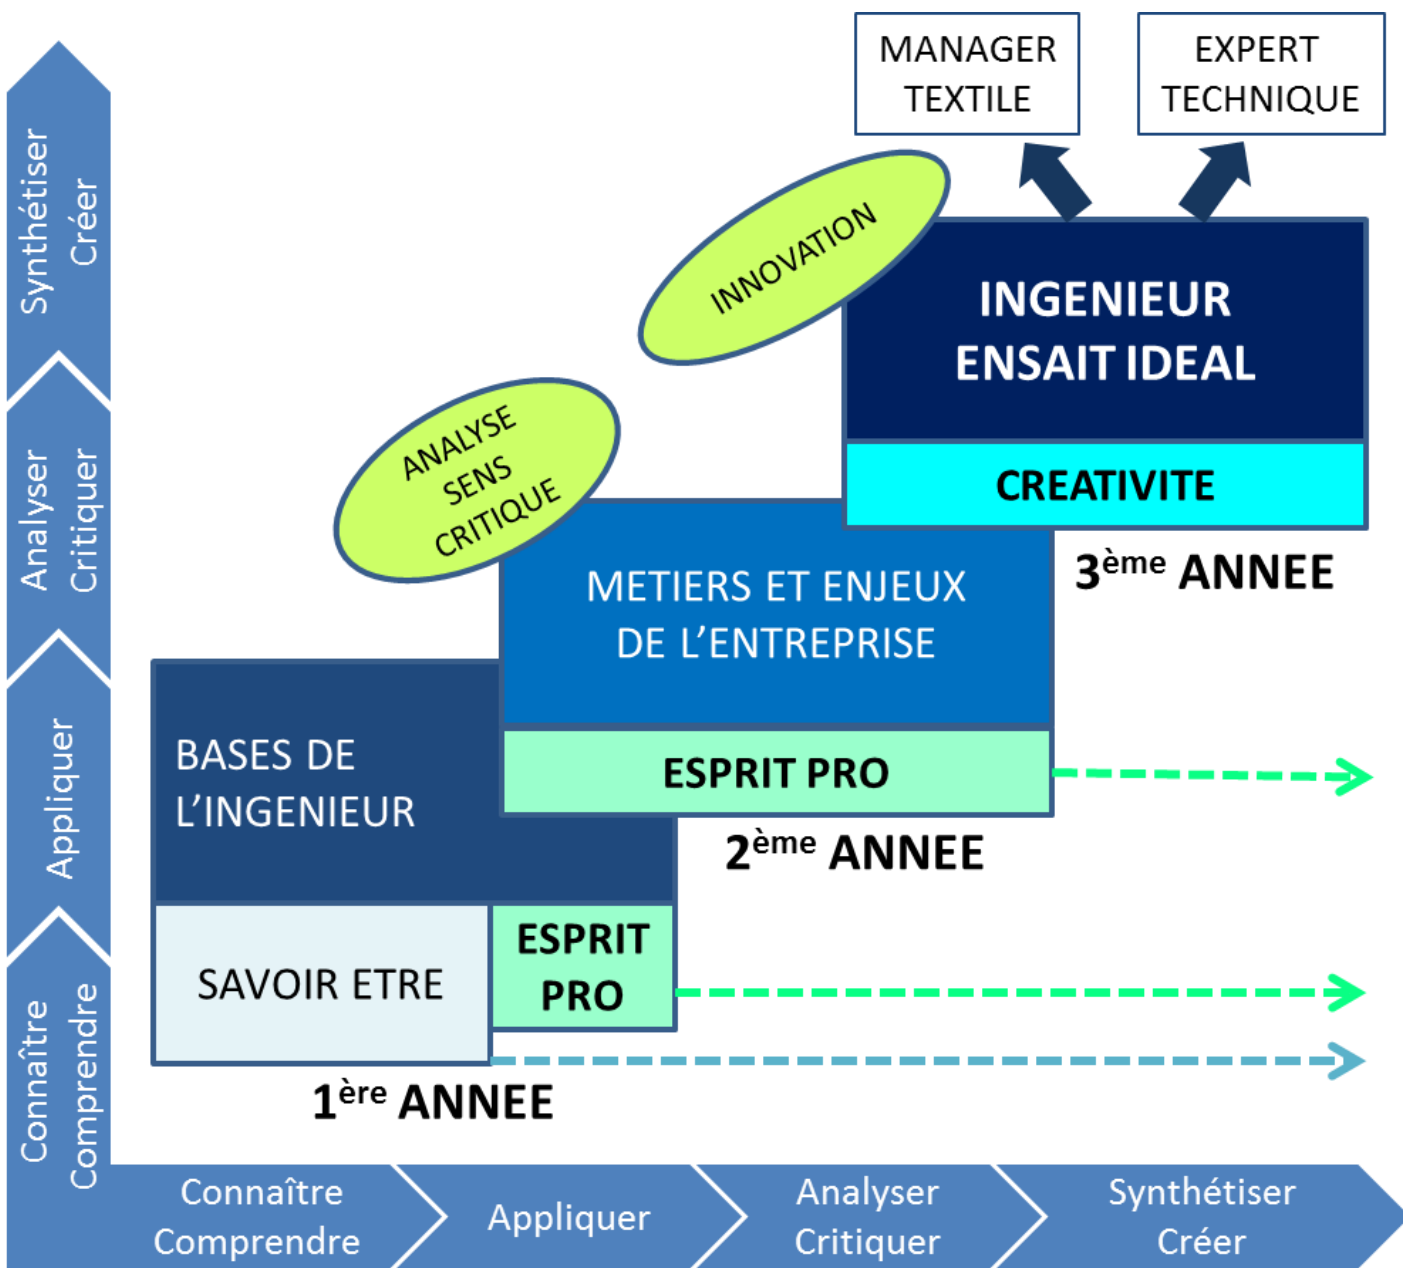 MANAGER
TEXTILE
EXPERT
TECHNIQUE
INNOVATION
INGENIEUR
ENSAIT IDEAL
CREATIVITE
3ème ANNEE
ANALYSE
SENS
CRITIQUE
METIERS ET ENJEUX
DE L’ENTREPRISE
ESPRIT PRO
2ème ANNEE
BASES DE
L’INGENIEUR
SAVOIR ETRE
ESPRIT
PRO
1ère ANNEE
Synthétiser
Créer
Analyser
Critiquer
Appliquer
Connaître
Comprendre
Connaître
Comprendre
Appliquer
Analyser
Critiquer
Synthétiser
Créer